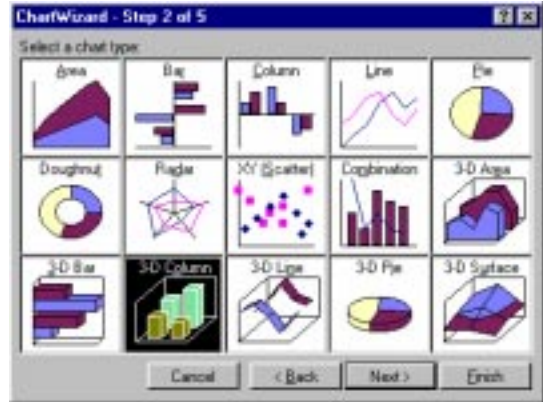 ChartWizard - Step 2 of 5
Select a chart type:
Area Bar Column Line Pie
Doughnut Radar XY (Scatter) Combination 3-D Area
3-D Bar 3-D Column 3-D Line 3-D Pie 3-D Surface
Cancel < Back Next > Finish